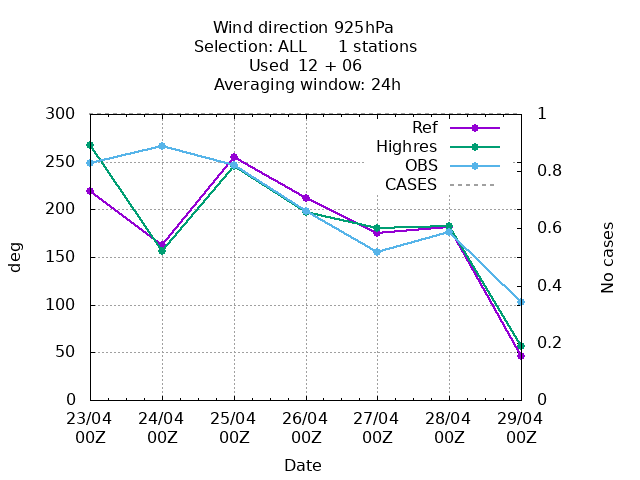 Wind direction 925hPa
Selection: ALL 1 stations
Used 12 + 06
Averaging window: 24h
300
250
200
150
100
50
0
deg
1
0.8
0.6
0.4
0.2
0
No cases
Ref
Highres
OBS
CASES
23/04 24/04 25/04 26/04 27/04 28/04 29/04
00Z 00Z 00Z 00Z 00Z 00Z 00Z
Date